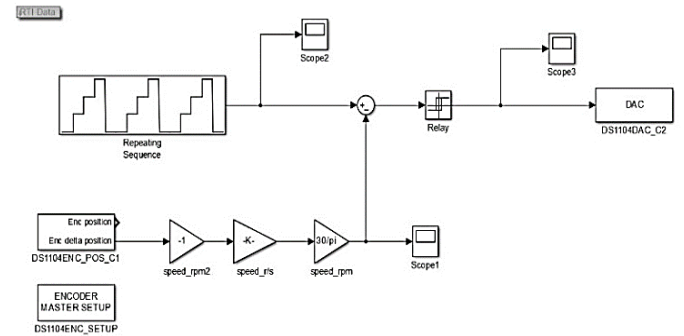 RTI Data
Scope2
Scope3
DAC
DS1104DAC_C2
Relay
Repeating
Sequence
Enc position
Enc delta position
DS1104ENC_POS_C1
-1
speed_rpm2
-K-
speed_r/s
30/pi
speed_rpm
Scope1
ENCODER
MASTER SETUP
DS1104ENC_SETUP